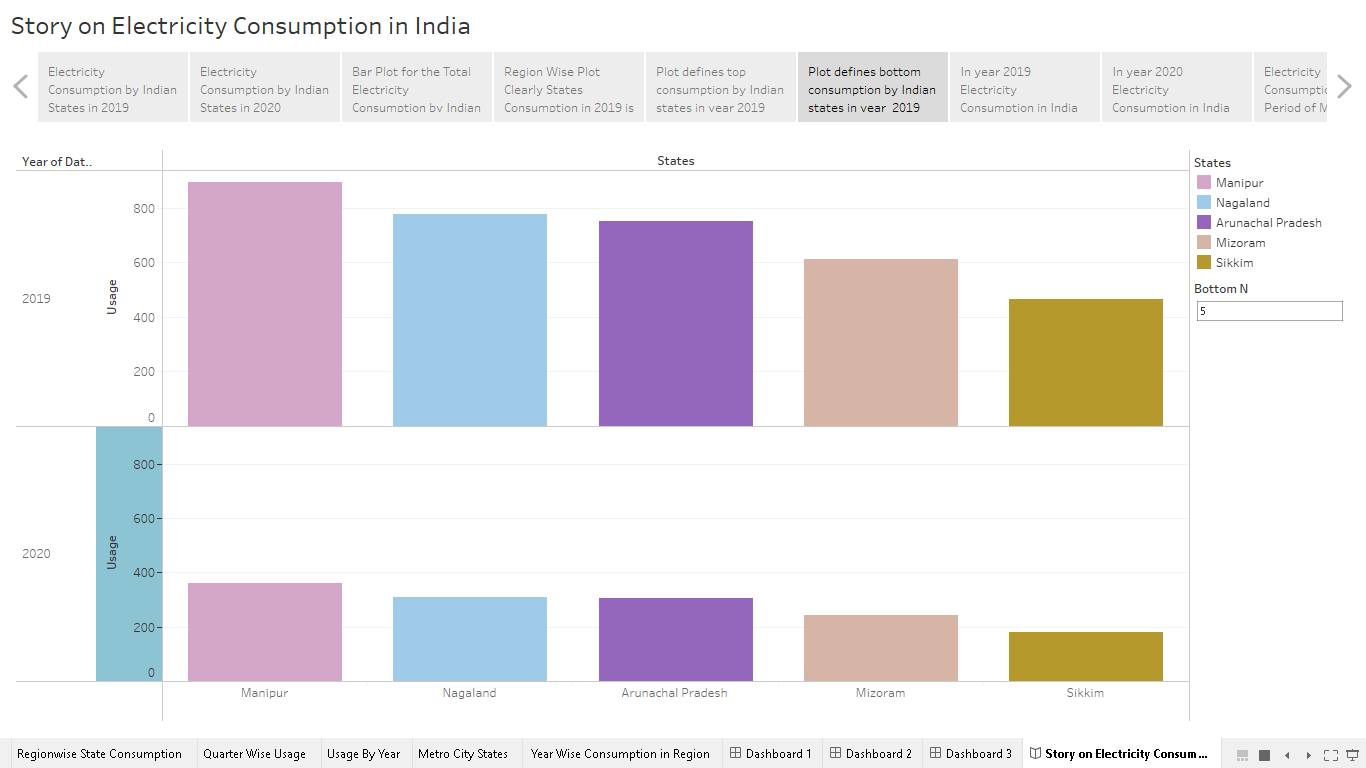 Story on Electricity Consumption in India
Electricity
Consumption by Indian
States in 2019
Electricity
Consumption by Indian
States in 2020
Bar Plot for the Total
Electricity
Consumption by Indian
Region Wise Plot
Clearly States
Consumption in 2019 is
Plot defines top
consumption by Indian
states in year 2019
Plot defines bottom
consumption by Indian
states in year 2019
In year 2019
Electricity
Consumption in India
In year 2020
Electricity
Consumption in India
Electricity
Period of M
Year of Dat..
States
800
600
400
200
0
Usage
2019
800
600
400
200
0
Usage
2020
Manipur
Nagaland
Arunachal Pradesh
Mizoram
Sikkim
States
Manipur
Nagaland
Arunachal Pradesh
Mizoram
Sikkim
Bottom N
5
Regionwise State Consumption
Quarter Wise Usage
Usage By Year
Metro City States
Year Wise Consumption in Region
Dashboard 1
Dashboard 2
Dashboard 3
Story on Electricity Consum...